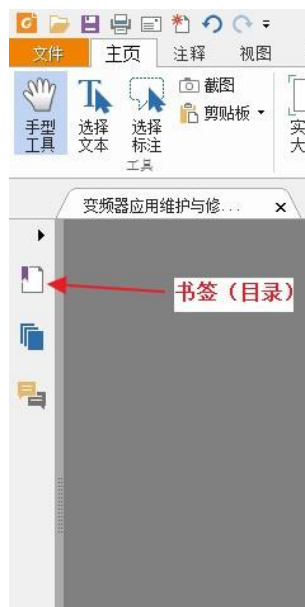 文件 主页 注释 视图
手型工具 选择文本 选择标注 截图 剪贴板
实
大
工具
变频器应用维护与修... x
书签（目录）